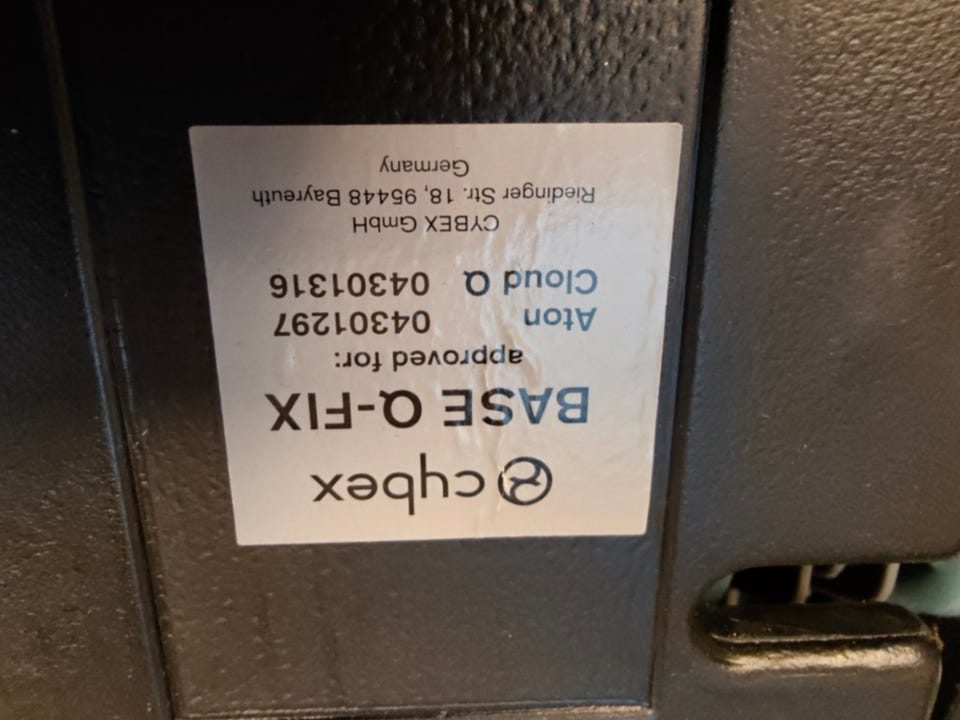 cybex
BASE Q-FIX
approved for:
Aton 04301297
Cloud Q 04301316
CYBEX GmbH
Riedinger Str. 18, 95448 Bayreuth
Germany